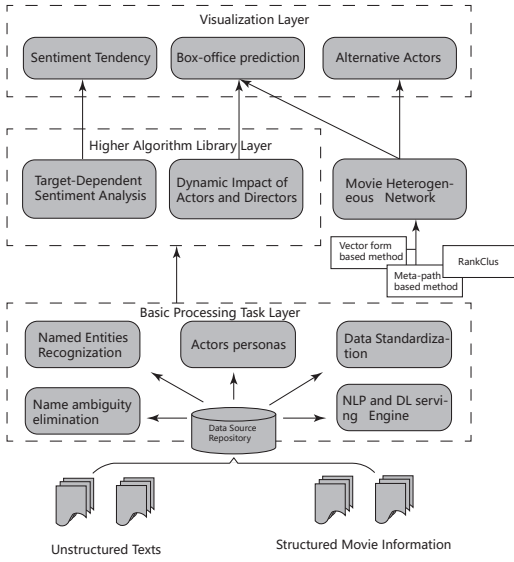 Visualization Layer
Sentiment Tendency
Box-office prediction
Alternative Actors
Higher Algorithm Library Layer
Target-Dependent
Sentiment Analysis
Dynamic Impact of
Actors and Directors
Movie Heterogen-
eous Network
Vector form
based method
Meta-path
based method
RankClus
Basic Processing Task Layer
Named Entities
Recognization
Actors personas
Data Standardiza-
tion
Name ambiguity
elimination
NLP and DL servi-
ng Engine
Data Source
Repository
Unstructured Texts
Structured Movie Information